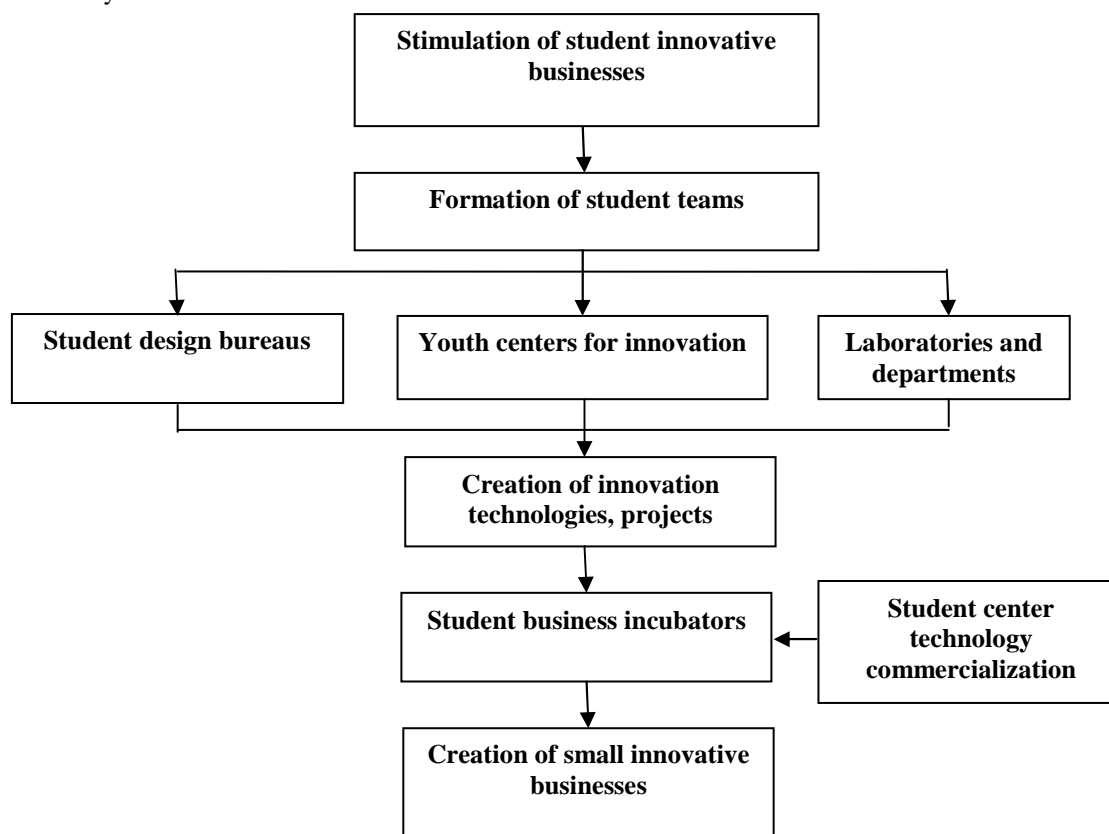 Stimulation of student innovative
businesses
Formation of student teams
Student design bureaus
Youth centers for innovation
Laboratories and
departments
Creation of innovation
technologies, projects
Student business incubators
Student center
technology
commercialization
Creation of small innovative
businesses